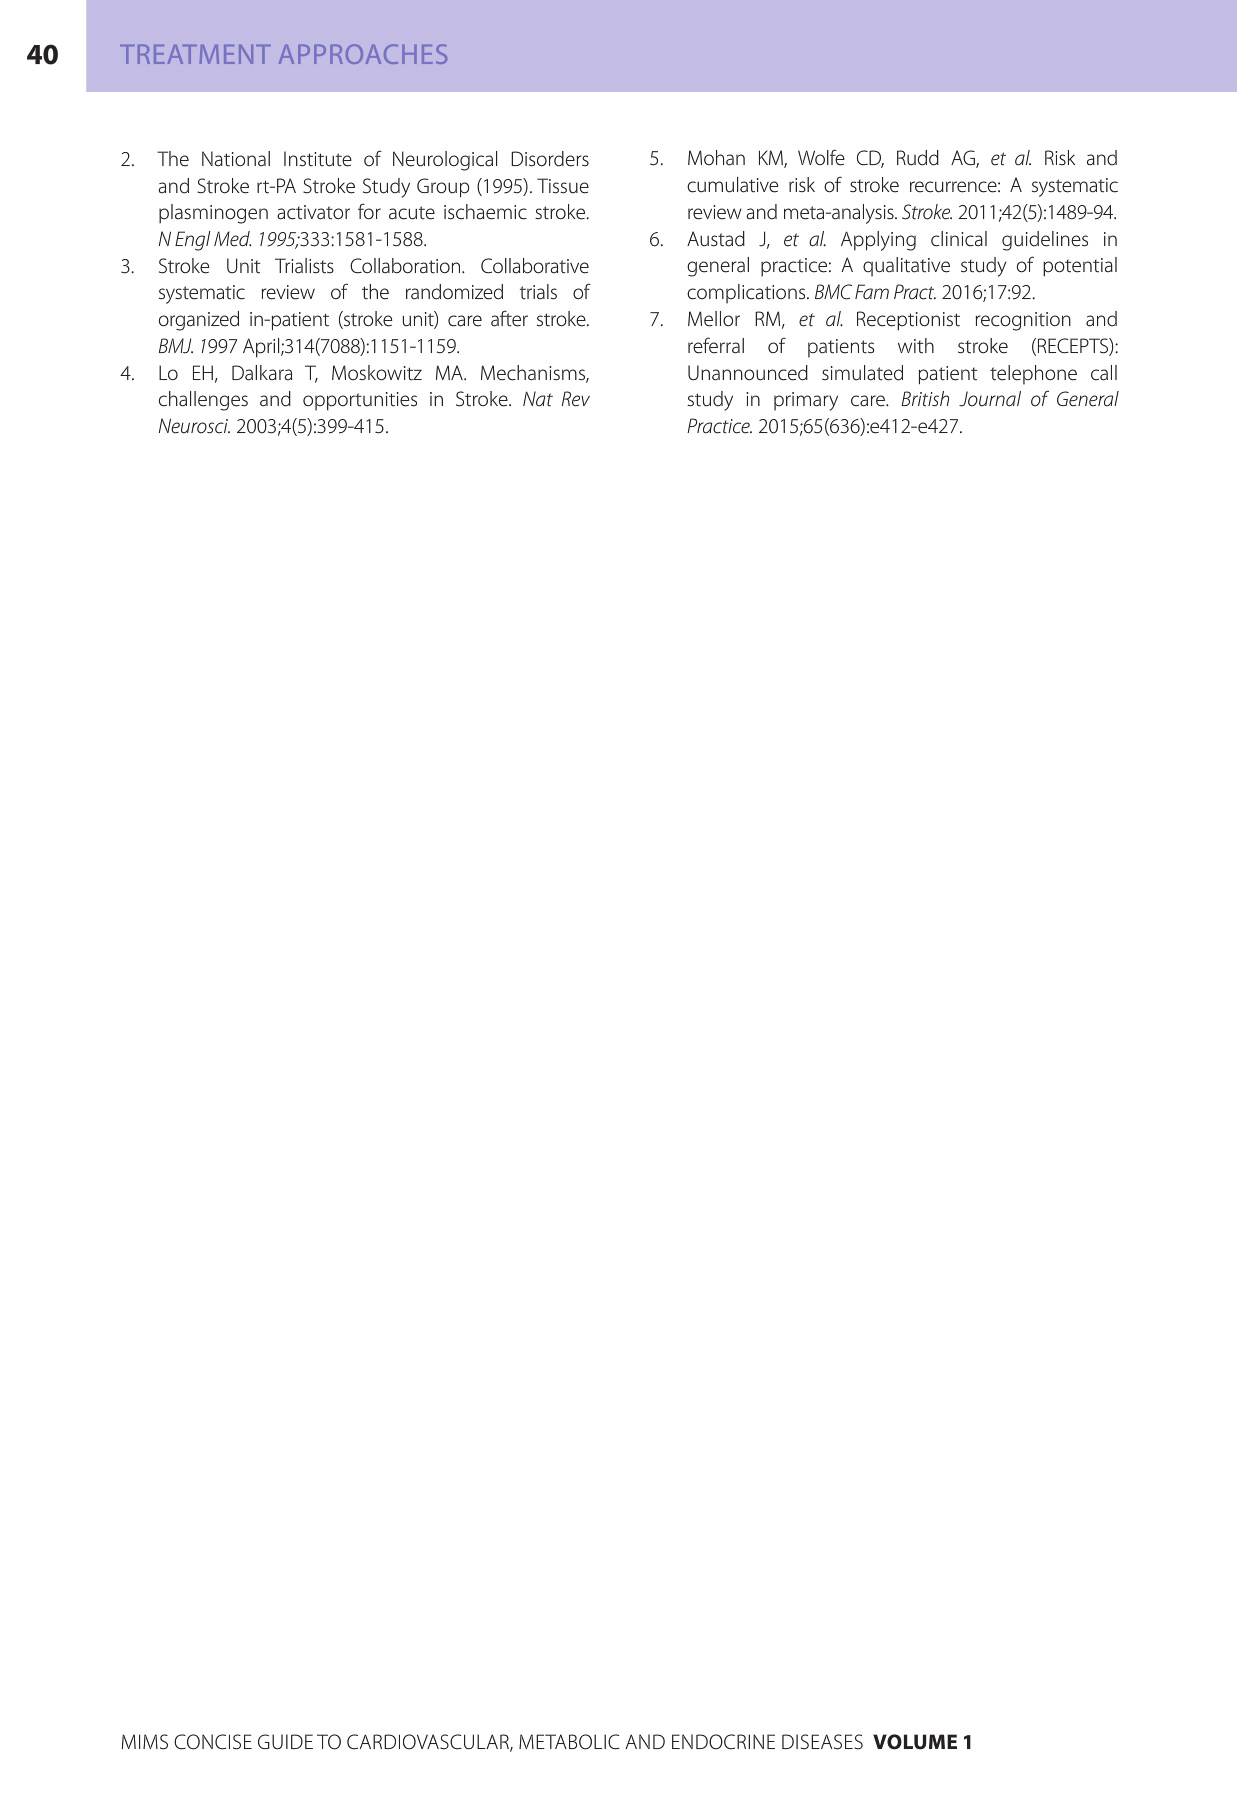 40
TREATMENT APPROACHES
2. The National Institute of Neurological Disorders
and Stroke rt-PA Stroke Study Group (1995). Tissue
plasminogen activator for acute ischaemic stroke.
N Engl Med. 1995;333:1581-1588.
3. Stroke Unit Trialists Collaboration. Collaborative
systematic review of the randomized trials of
organized in-patient (stroke unit) care after stroke.
BMJ. 1997 April;314(7088):1151-1159.
4. Lo EH, Dalkara T, Moskowitz MA. Mechanisms,
challenges and opportunities in Stroke. Nat Rev
Neurosci. 2003;4(5):399-415.
5. Mohan KM, Wolfe CD, Rudd AG, et al. Risk and
cumulative risk of stroke recurrence: A systematic
review and meta-analysis. Stroke. 2011;42(5):1489-94.
6. Austad J, et al. Applying clinical guidelines in
general practice: A qualitative study of potential
complications. BMC Fam Pract. 2016;17:92.
7. Mellor RM, et al. Receptionist recognition and
referral of patients with stroke (RECEPTS):
Unannounced simulated patient telephone call
study in primary care. British Journal of General
Practice. 2015;65(636):e412-e427.
MIMS CONCISE GUIDE TO CARDIOVASCULAR, METABOLIC AND ENDOCRINE DISEASES VOLUME 1